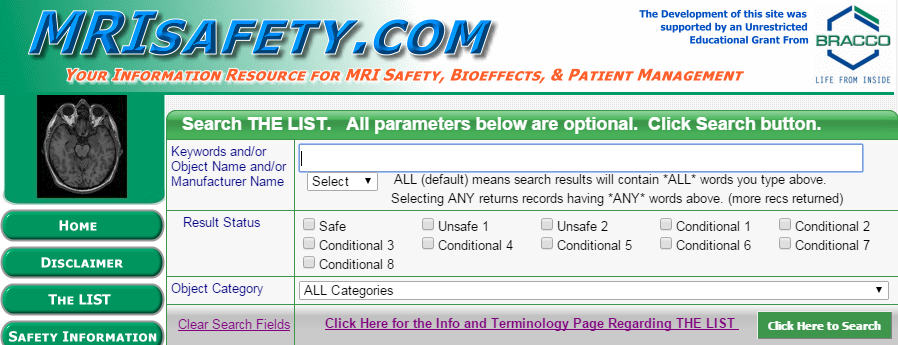 MRISAFETY.COM
YOUR INFORMATION RESOURCE FOR MRI SAFETY, BIOEFFECTS, & PATIENT MANAGEMENT
The Development of this site was
supported by an Unrestricted
Educational Grant From
BRACCO
LIFE FROM INSIDE
Search THE LIST. All parameters below are optional. Click Search button.
Keywords and/or
Object Name and/or
Manufacturer Name
Select
ALL (default) means search results will contain *ALL* words you type above.
Selecting ANY returns records having *ANY* words above. (more recs returned)
HOME
DISCLAIMER
THE LIST
SAFETY INFORMATION
Result Status
Safe Unsafe 1 Unsafe 2 Conditional 1 Conditional 2
Conditional 3 Conditional 4 Conditional 5 Conditional 6 Conditional 7
Conditional 8
Object Category
ALL Categories
Clear Search Fields
Click Here for the Info and Terminology Page Regarding THE LIST
Click Here to Search